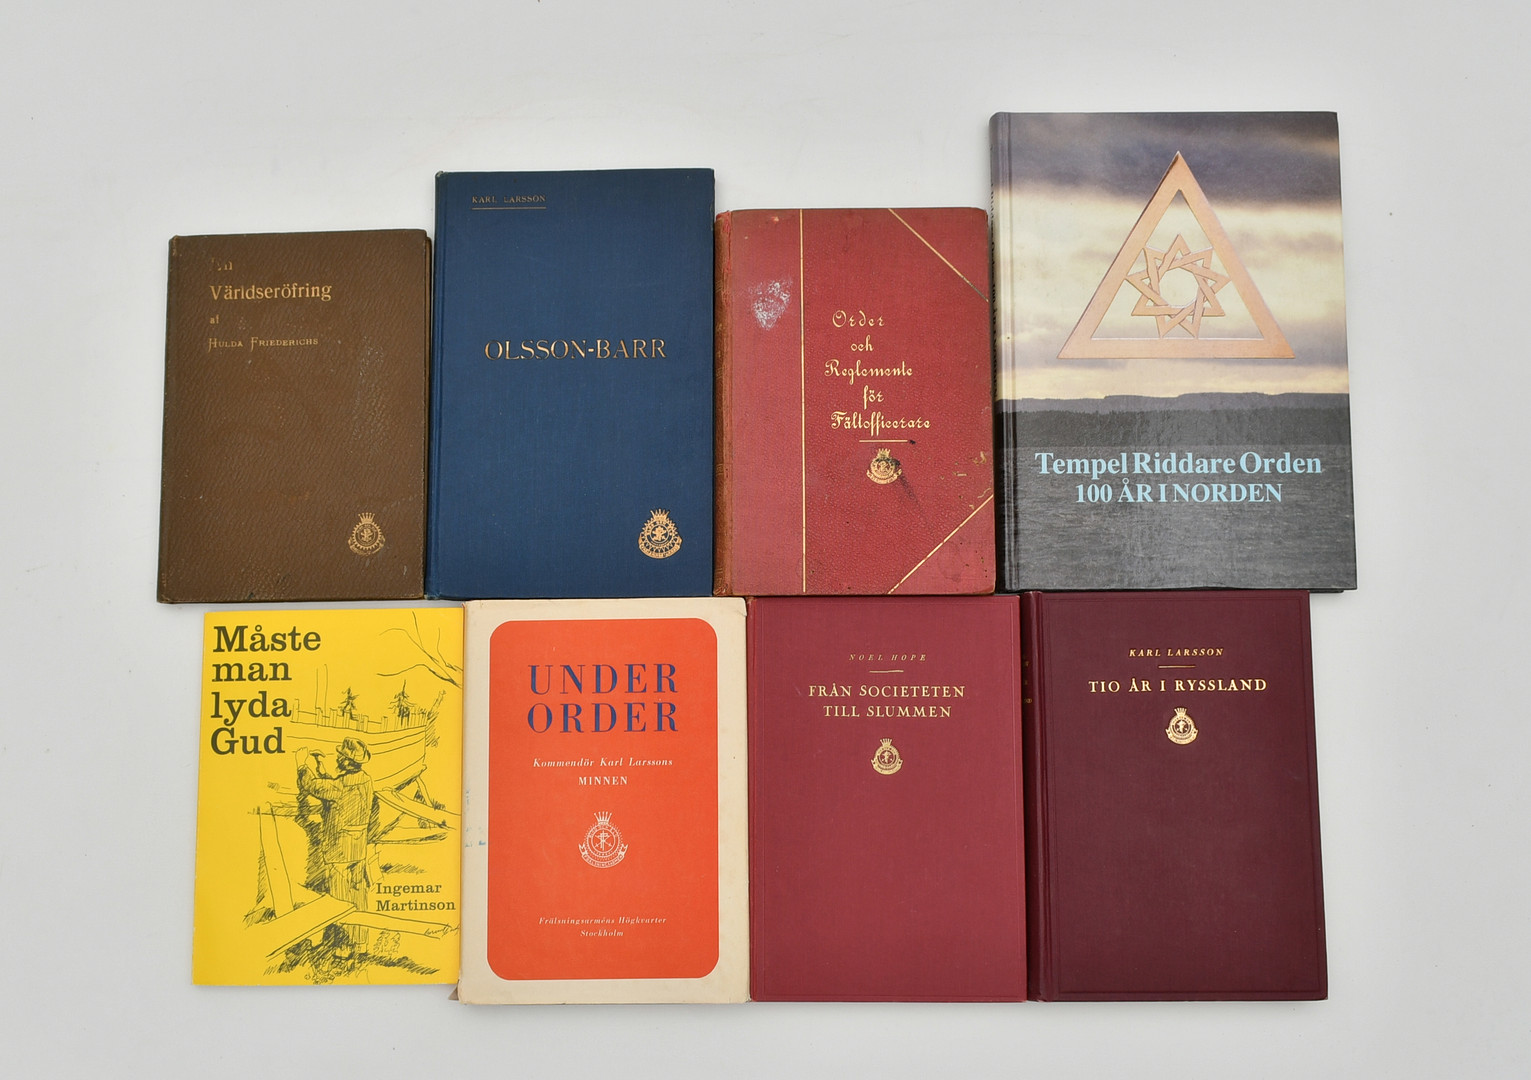 Världseröfring
af
HULDA FRIEDERICHS
KARL LARSSON
OLSSON-BARR
Order
och
Reglemente
för
Fältofficerare
Tempel Riddare Orden
100 ÅR I NORDEN
Måste
man
lyda
Gud
Ingemar
Martinson
UNDER
ORDER
Kommendör Karl Larssons
MINNEN
Frälsningsarméns Högkvarter
Stockholm
NOEL HOPE
FRÅN SOCIETETEN
TILL SLUMMEN
KARL LARSSON
TIO ÅR I RYSSLAND